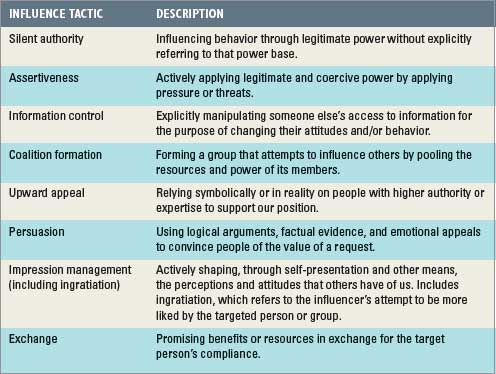 INFLUENCE TACTIC DESCRIPTION
Silent authority Influencing behavior through legitimate power without explicitly
referring to that power base.
Assertiveness Actively applying legitimate and coercive power by applying
pressure or threats.
Information control Explicitly manipulating someone else's access to information for
the purpose of changing their attitudes and/or behavior.
Coalition formation Forming a group that attempts to influence others by pooling the
resources and power of its members.
Upward appeal Relying symbolically or in reality on people with higher authority or
expertise to support our position.
Persuasion Using logical arguments, factual evidence, and emotional appeals
to convince people of the value of a request.
Impression management Actively shaping, through self-presentation and other means,
(including ingratiation) the perceptions and attitudes that others have of us. Includes
ingratiation, which refers to the influencer's attempt to be more
liked by the targeted person or group.
Exchange Promising benefits or resources in exchange for the target
person's compliance.